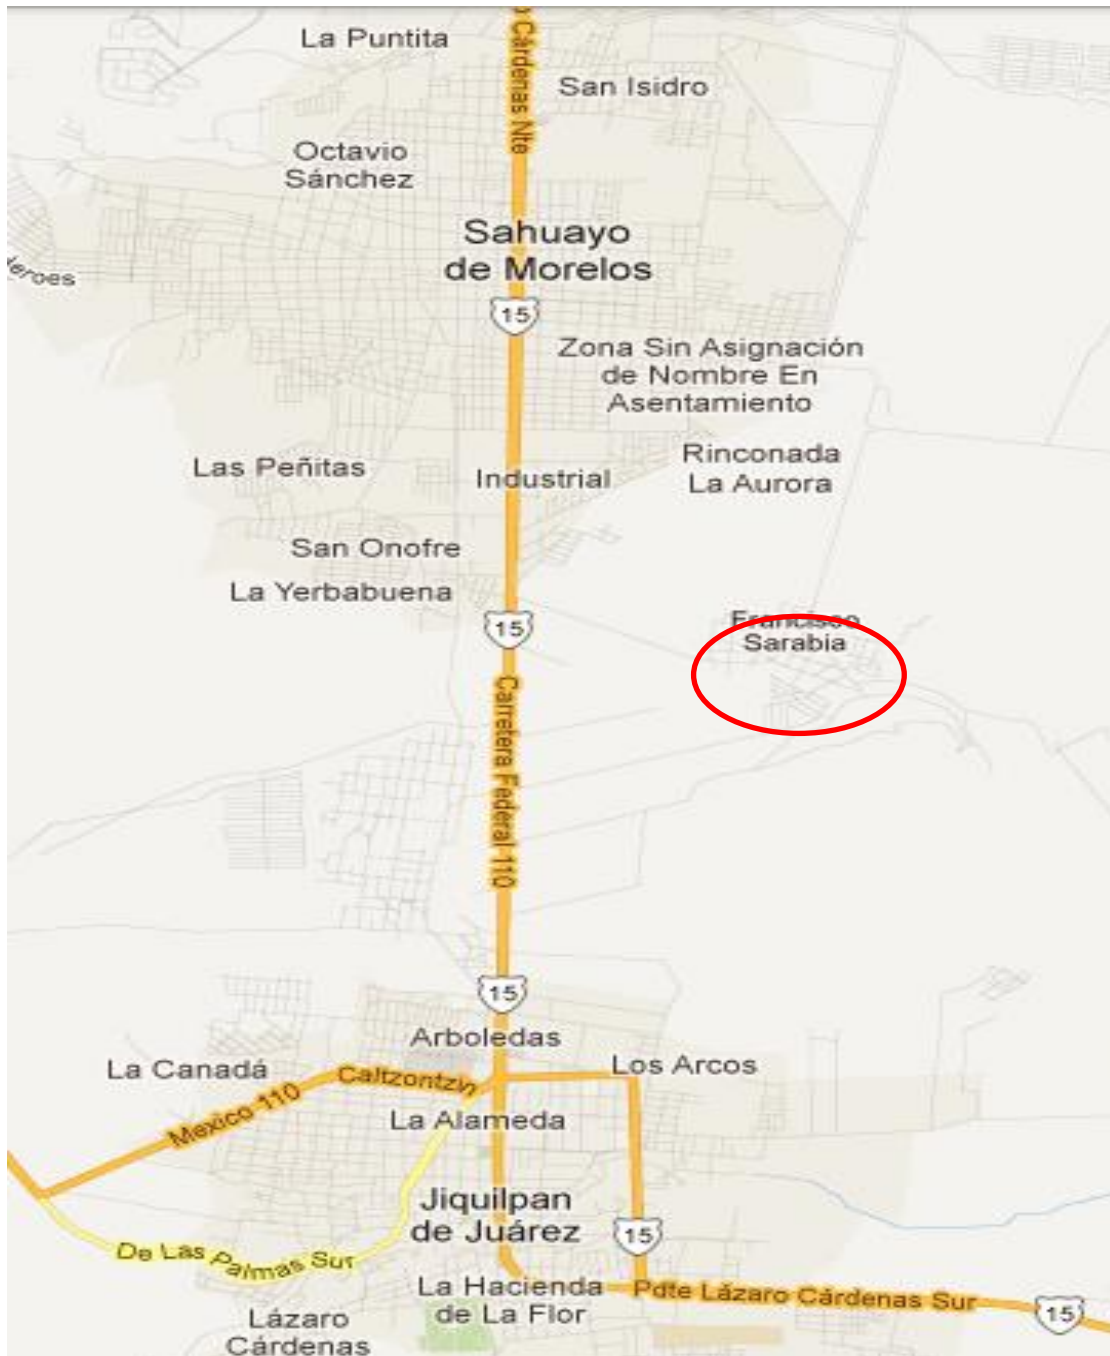 La Puntita
o Cárdenas Nte
San Isidro
Octavio
Sánchez
Sahuayo
de Morelos
eroes
15
Zona Sin Asignación
de Nombre En
Asentamiento
Rinconada
La Aurora
Las Peñitas
Industrial
San Onofre
La Yerbabuena
15
Francisco
Sarabia
Carretera Federal 110
15
Arboledas
La Canadá
Caltzontzin
Los Arcos
Mexico 110
La Alameda
Jiquilpan
de Juárez
15
De Las Palmas Sur
La Hacienda
de La Flor
Pdte Lázaro Cárdenas Sur
15
Lázaro
Cárdenas